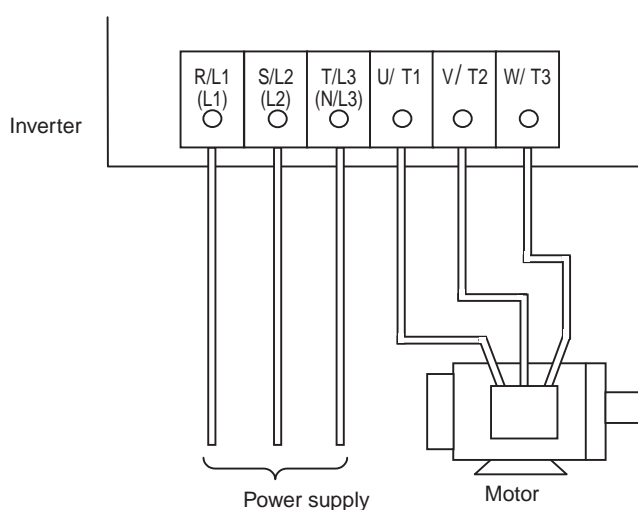 R/L1
(L1)
S/L2
(L2)
T/L3
(N/L3)
U/ T1
V/ T2
W/ T3
Inverter
Power supply
Motor